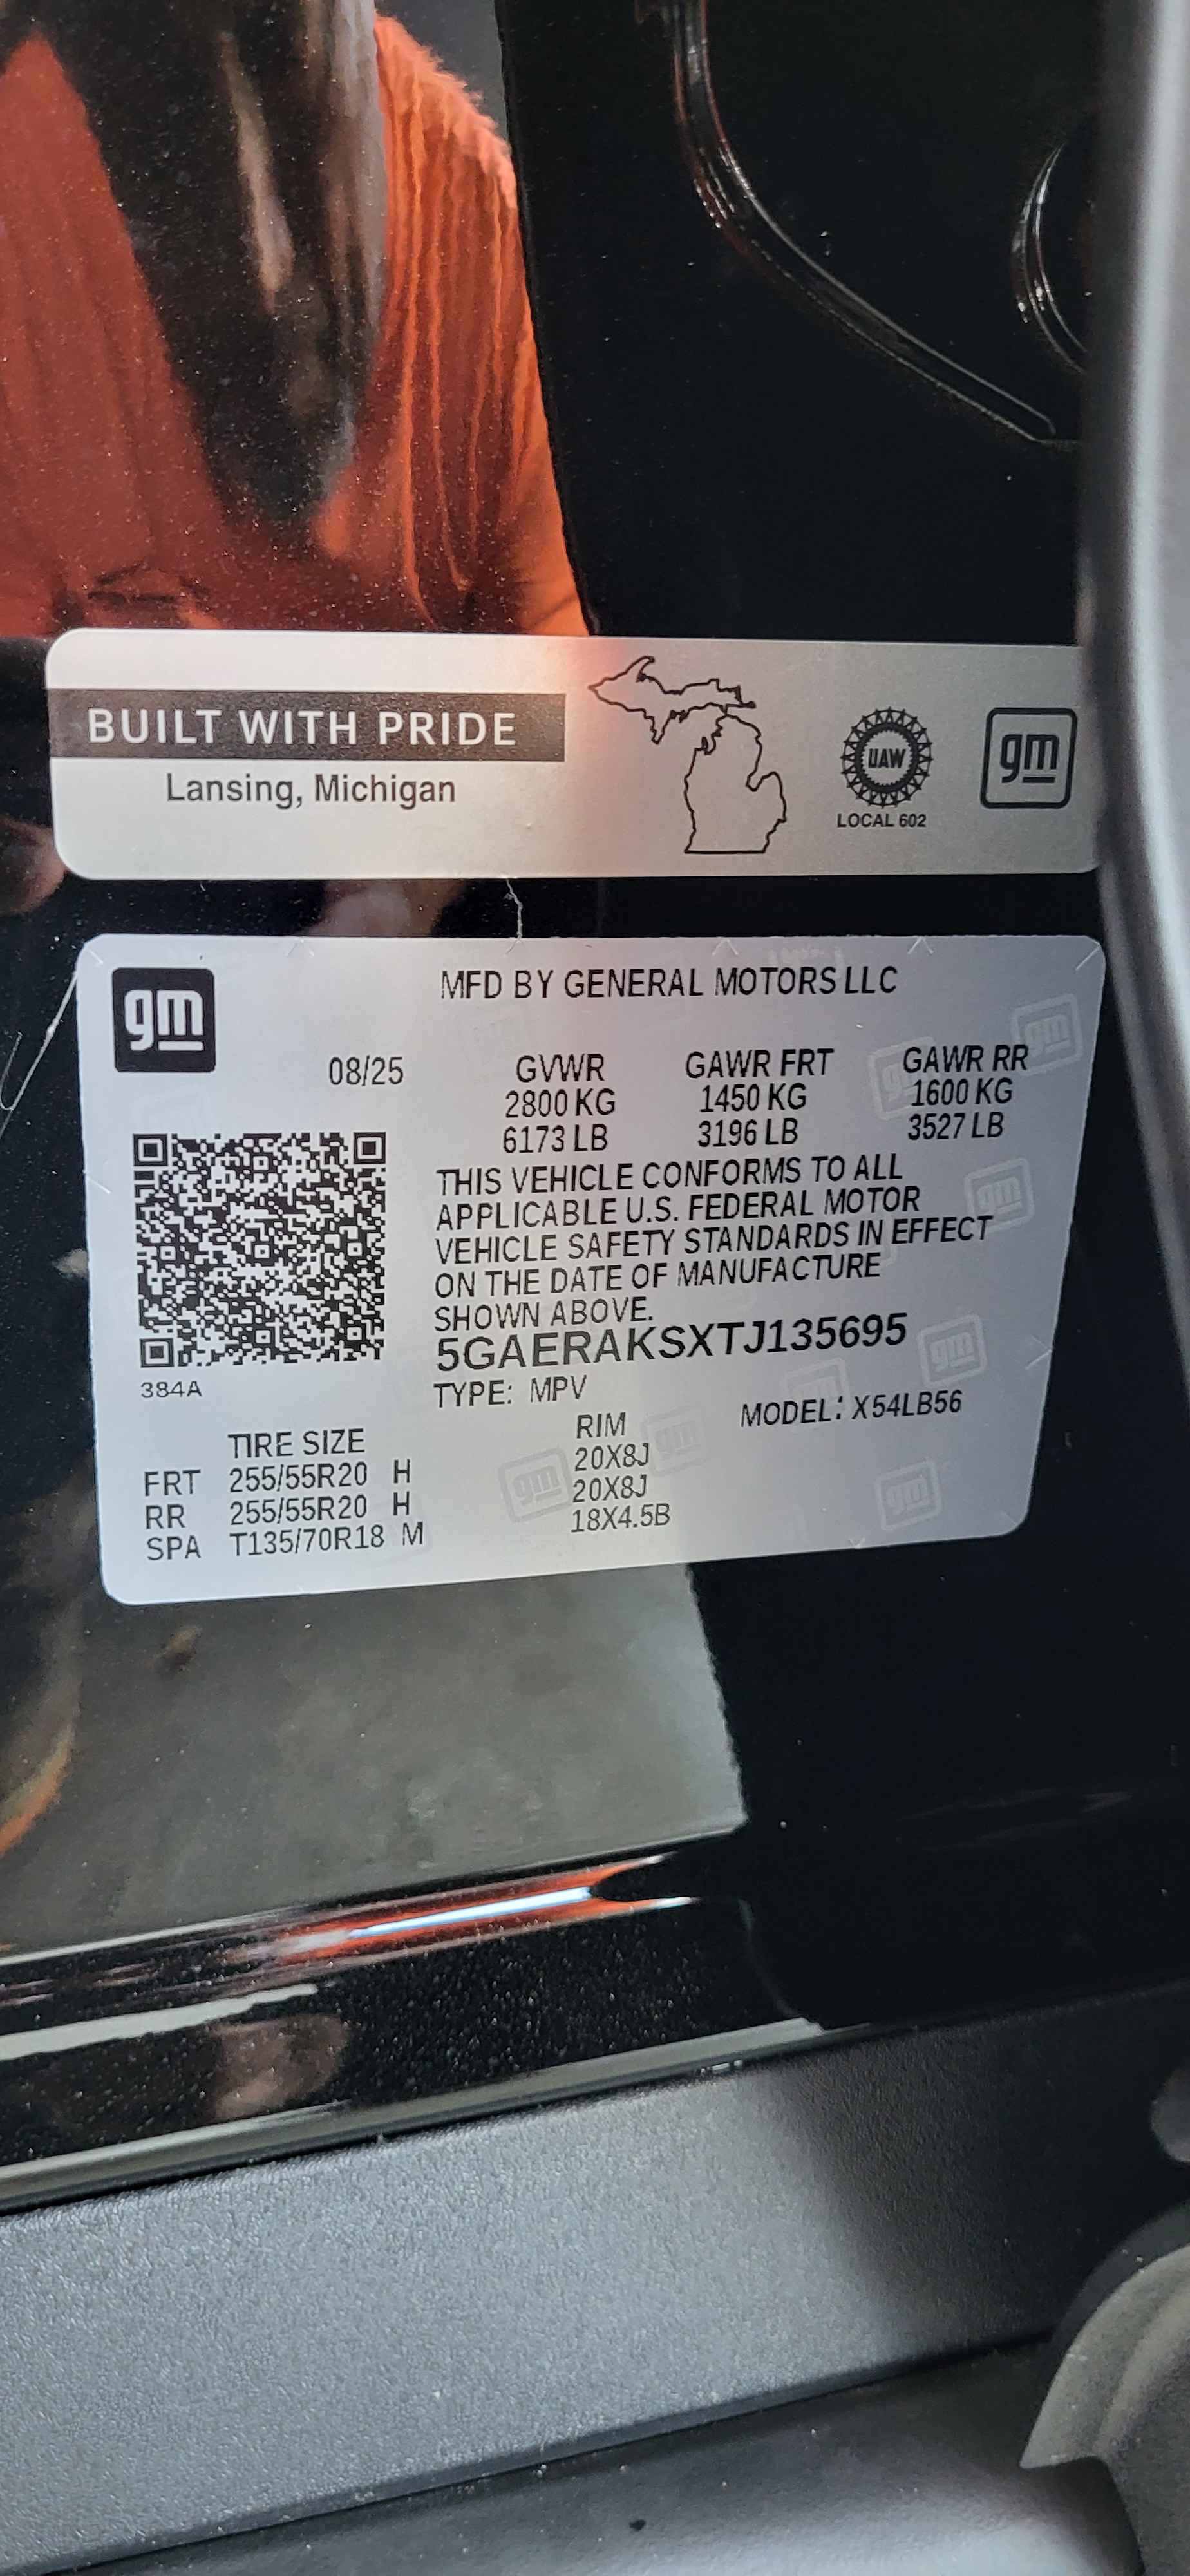 BUILT WITH PRIDE
Lansing, Michigan
UAW
LOCAL 602
gm
gm
MFD BY GENERAL MOTORS LLC
08/25 GVWR GAWR FRT GAWR RR
2800 KG 1450 KG 1600 KG
6173 LB 3196 LB 3527 LB
THIS VEHICLE CONFORMS TO ALL
APPLICABLE U.S. FEDERAL MOTOR
VEHICLE SAFETY STANDARDS IN EFFECT
ON THE DATE OF MANUFACTURE
SHOWN ABOVE.
5GAERAKSXTJ135695
384A
TYPE: MPV MODEL: X54LB56
TIRE SIZE RIM
FRT 255/55R20 H 20X8J
RR 255/55R20 H 20X8J
SPA T135/70R18 M 18X4.5B